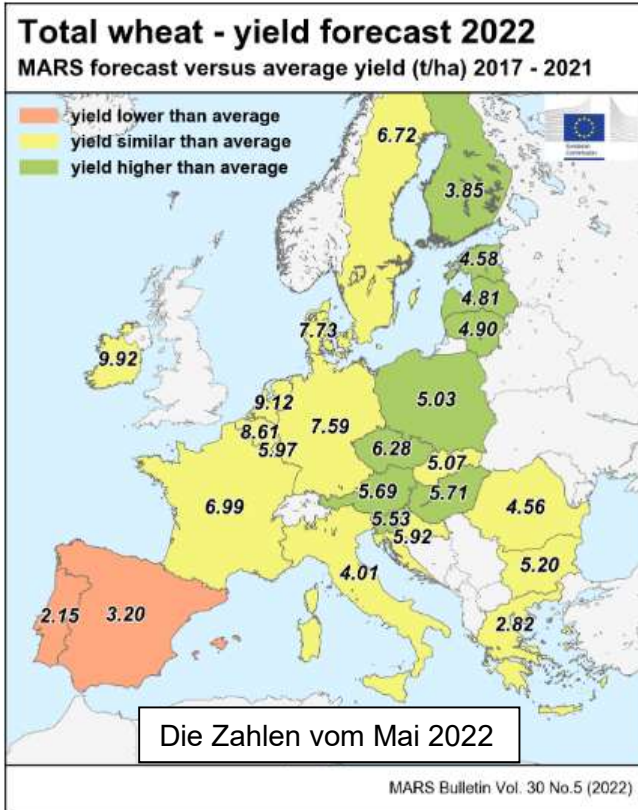 Total wheat - yield forecast 2022
MARS forecast versus average yield (t/ha) 2017 - 2021
yield lower than average
yield similar than average
yield higher than average
European
Commission
6.72
3.85
4.58
4.81
4.90
7.73
9.92
9.12
8.61
5.97
7.59
5.03
6.28
5.07
5.69
5.71
6.99
5.53
5.92
4.56
4.01
5.20
2.15
3.20
2.82
Die Zahlen vom Mai 2022
MARS Bulletin Vol. 30 No.5 (2022)